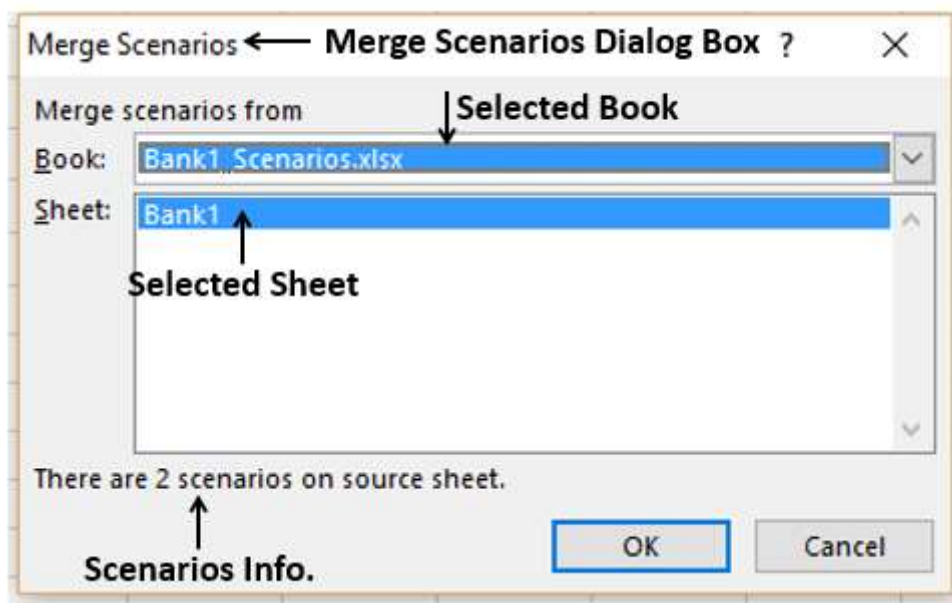 Merge Scenarios Merge Scenarios Dialog Box ?
Merge scenarios from Selected Book
Book: Bank1_Scenarios.xlsx
Sheet: Bank1
Selected Sheet
There are 2 scenarios on source sheet.
OK Cancel
Scenarios Info.